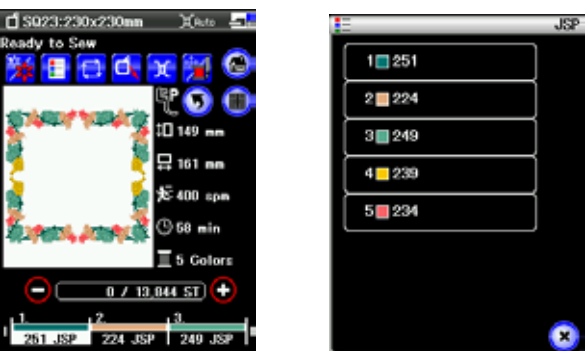 SQ23:230x230mm Auto
Ready to Sew
P
149 mm
161 mm
400 spm
58 min
5 Colors
0 / 13,844 ST
1. 2. 3.
251 JSP 224 JSP 249 JSP
JSP
1 251
2 224
3 249
4 239
5 234